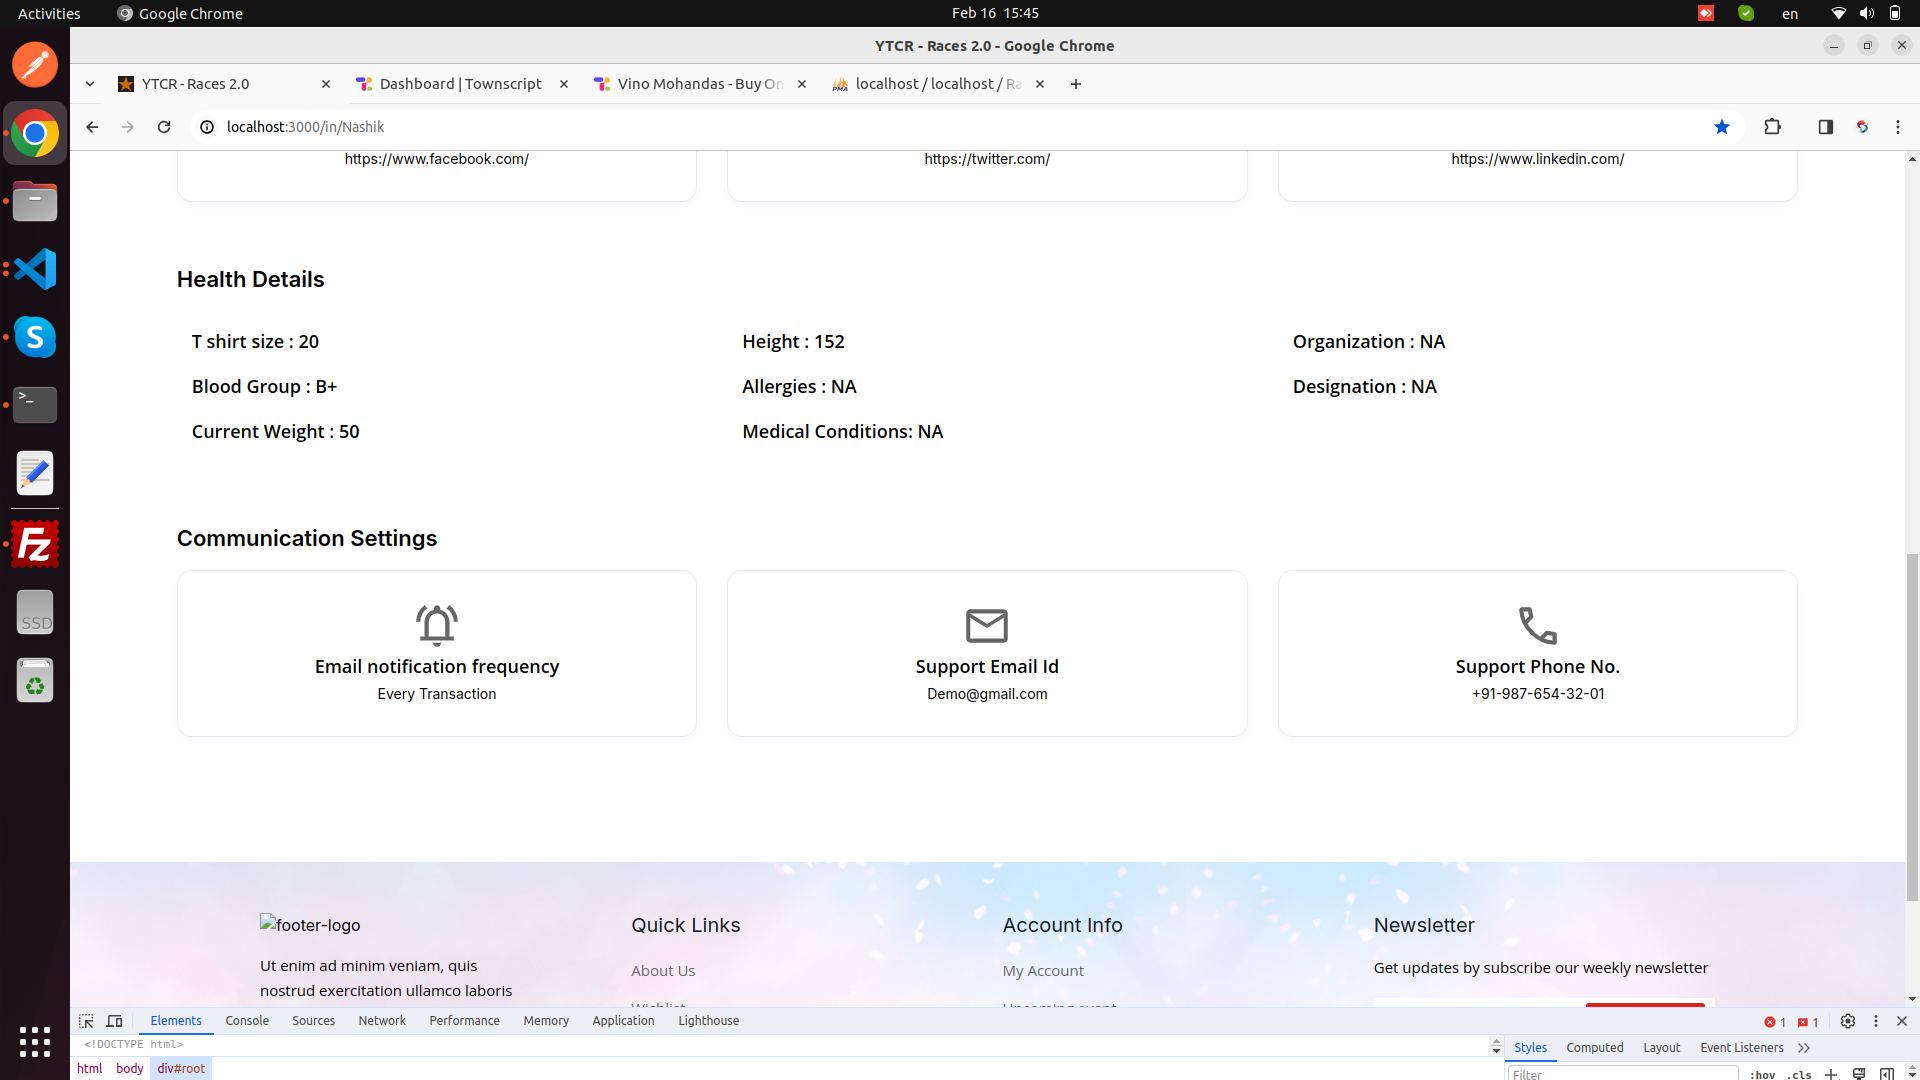 Activities
Google Chrome
Feb 16 15:45
en
YTCR - Races 2.0 - Google Chrome
YTCR - Races 2.0
Dashboard | Townscript
Vino Mohandas - Buy On
localhost / localhost / Ra
localhost:3000/in/Nashik
https://www.facebook.com/
https://twitter.com/
https://www.linkedin.com/
Health Details
T shirt size : 20
Height : 152
Organization : NA
Blood Group : B+
Allergies : NA
Designation : NA
Current Weight : 50
Medical Conditions: NA
Communication Settings
Email notification frequency
Every Transaction
Support Email Id
Demo@gmail.com
Support Phone No.
+91-987-654-32-01
footer-logo
Quick Links
Account Info
Newsletter
Ut enim ad minim veniam, quis
nostrud exercitation ullamco laboris
About Us
Wishlist
My Account
Upcoming event
Get updates by subscribe our weekly newsletter
SSD
Elements
Console
Sources
Network
Performance
Memory
Application
Lighthouse
1
1
<!DOCTYPE html>
html
body
div#root
Styles
Computed
Layout
Event Listeners
Filter
:hov
.cls